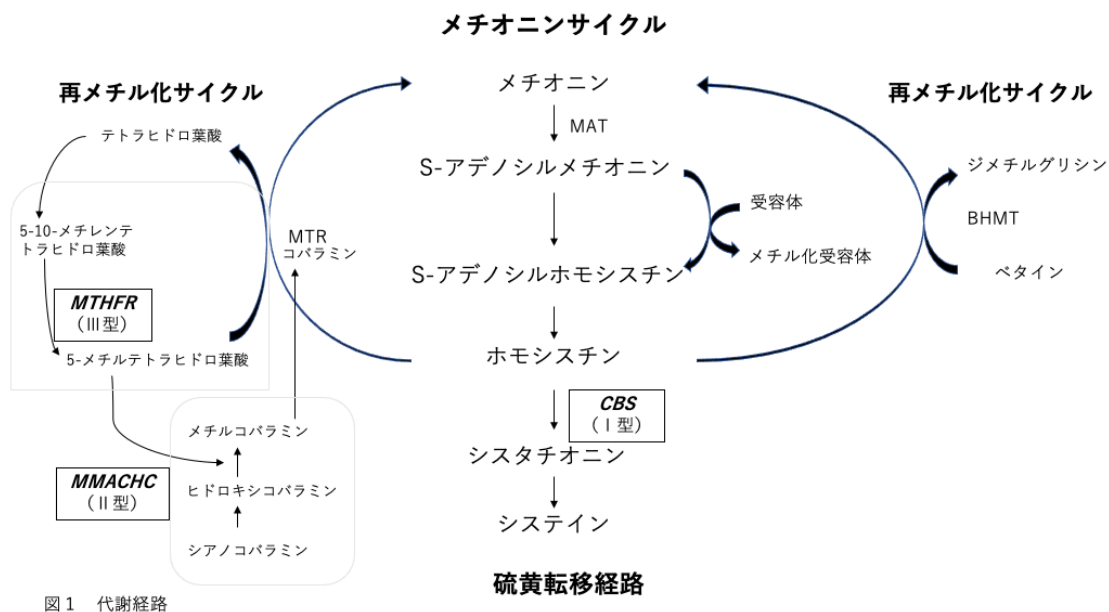 メチオニンサイクル
再メチル化サイクル
テトラヒドロ葉酸
5-10-メチレンテ
トラヒドロ葉酸
MTHFR
（III型）
5-メチルテトラヒドロ葉酸
MTR
コバラミン
メチルコバラミン
MMACHC
（II型）
ヒドロキシコバラミン
シアノコバラミン
メチオニン
MAT
S-アデノシルメチオニン
受容体
メチル化受容体
S-アデノシルホモシスチン
ホモシスチン
CBS
（I型）
シスタチオニン
システイン
硫黄転移経路
再メチル化サイクル
ジメチルグリシン
BHMT
ベタイン
図1 代謝経路